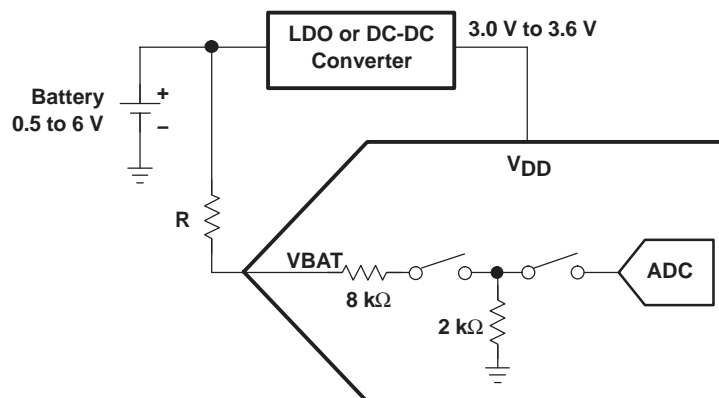 LDO or DC-DC
Converter
3.0 V to 3.6 V
Battery
0.5 to 6 V
+
−
VDD
R
VBAT
8 kΩ
2 kΩ
ADC